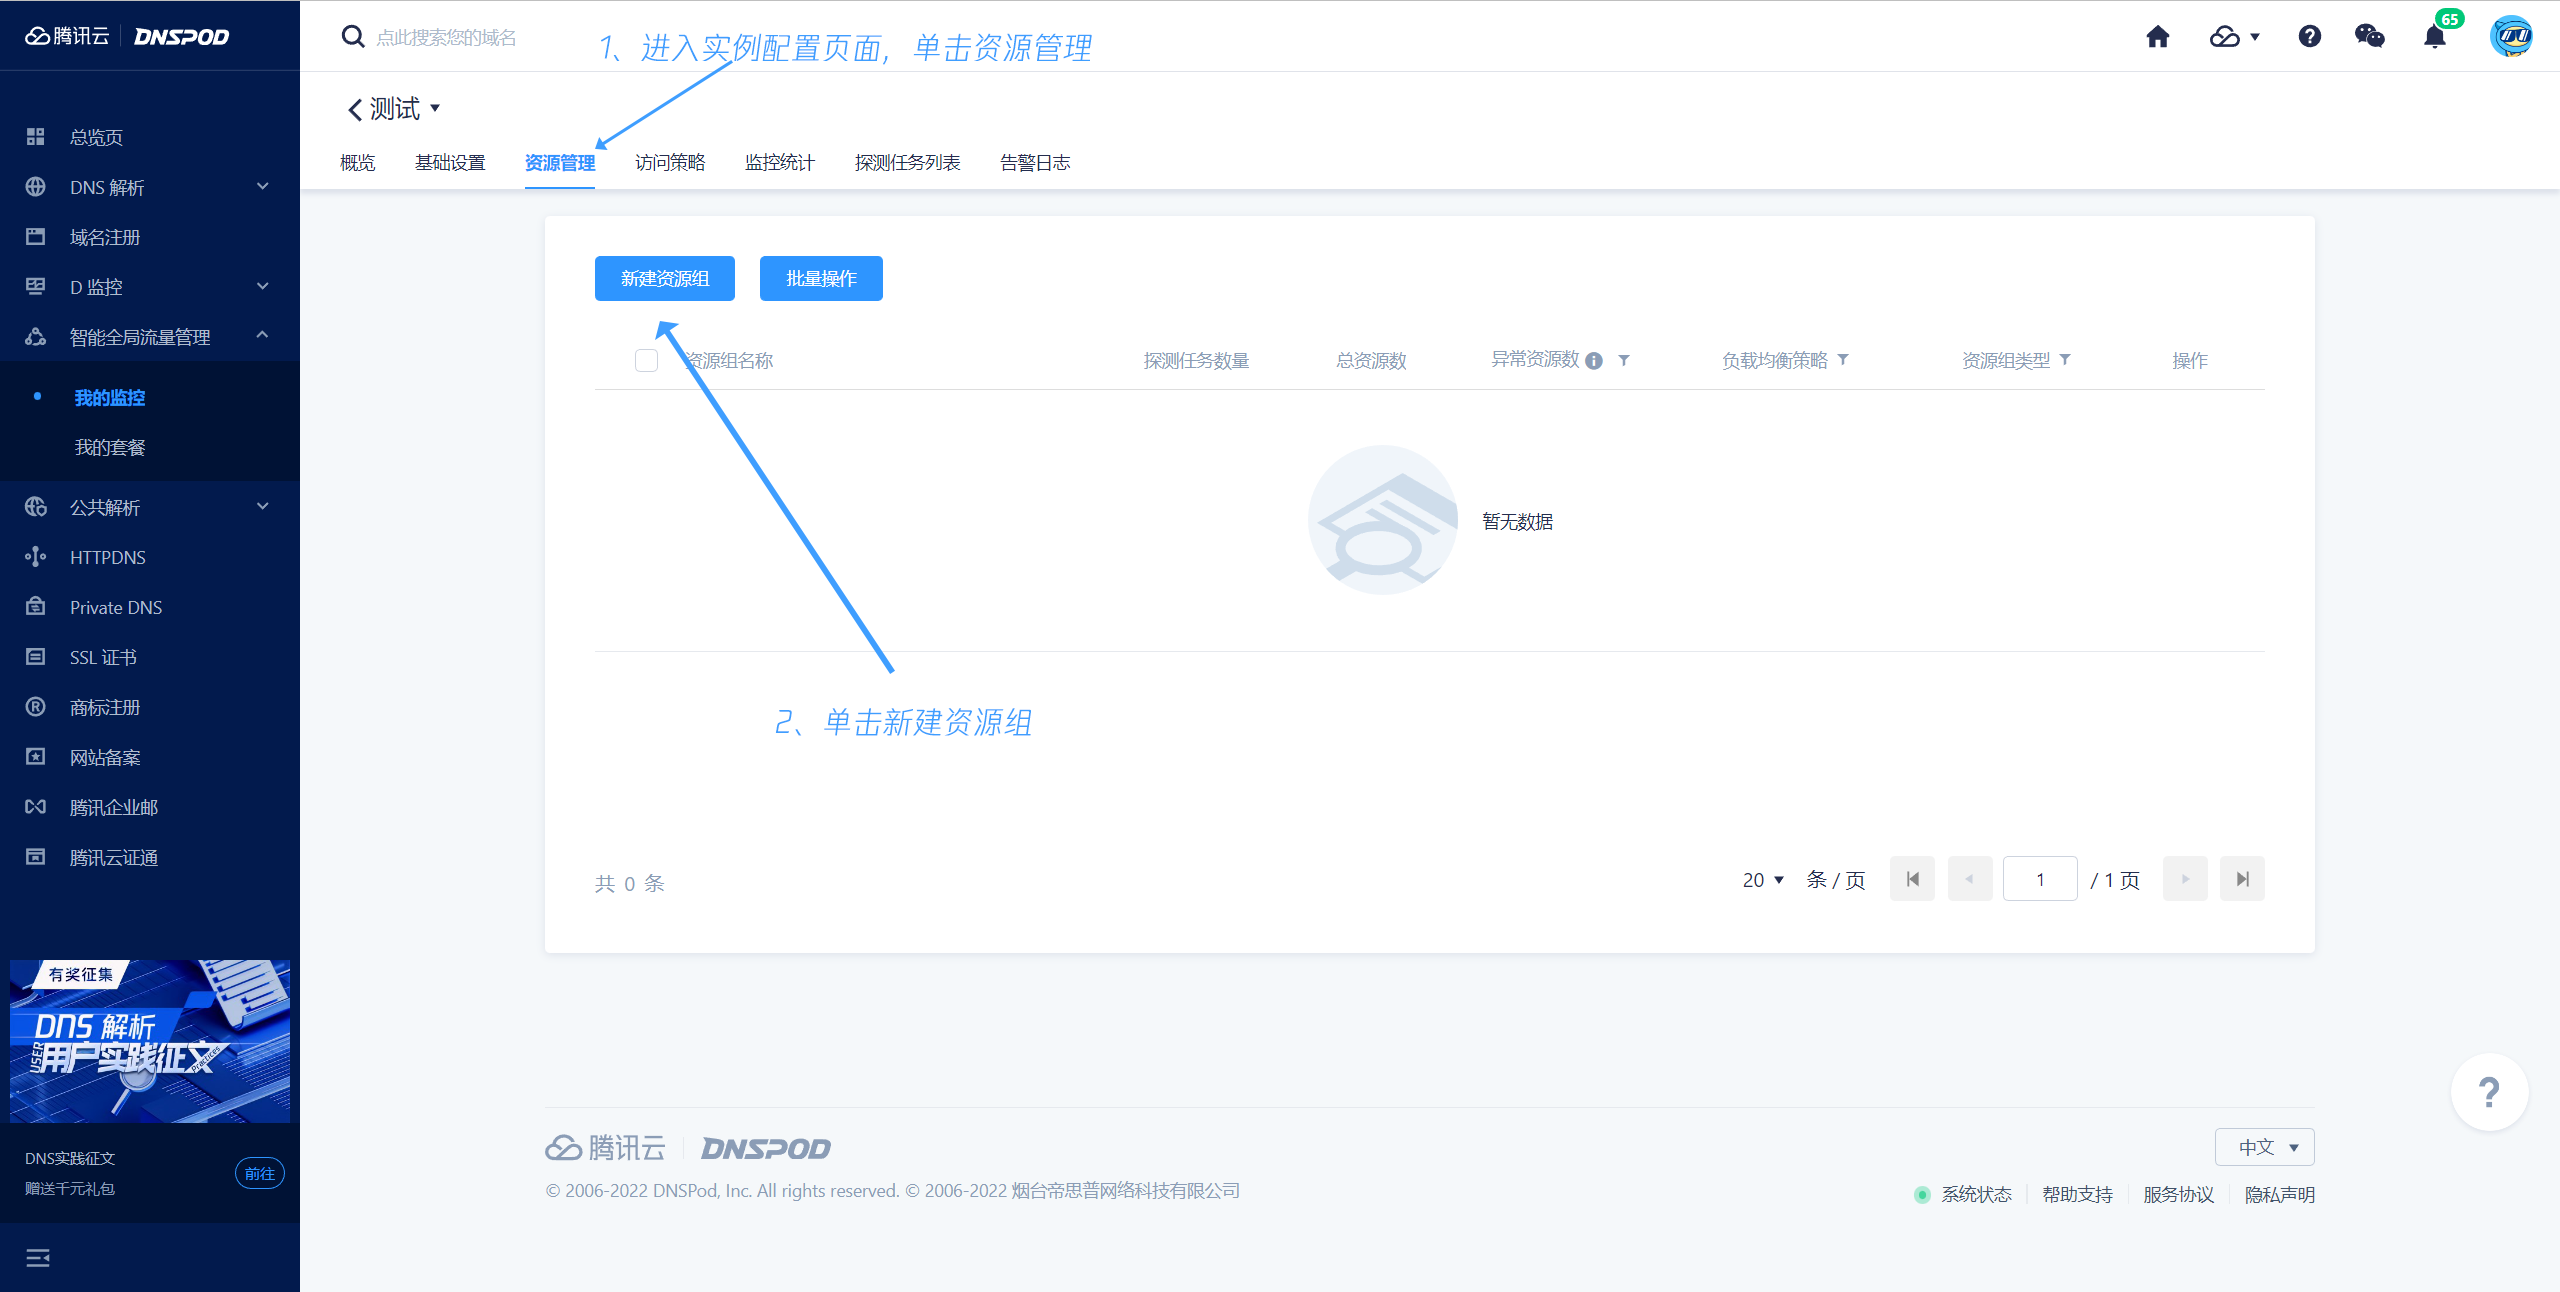 腾讯云 DNSPOD
点此搜索您的域名
1、进入实例配置页面，单击资源管理
65
测试
概览 基础设置 资源管理 访问策略 监控统计 探测任务列表 告警日志
总览页
DNS 解析
域名注册
D 监控
智能全局流量管理
我的监控
我的套餐
公共解析
HTTPDNS
Private DNS
SSL 证书
商标注册
网站备案
腾讯企业邮
腾讯云证通
有奖征集
DNS 解析
USER 用户实践征文 Practices
DNS实践征文
赠送千元礼包
前往
新建资源组 批量操作
资源组名称 探测任务数量 总资源数 异常资源数 负载均衡策略 资源组类型 操作
暂无数据
2、单击新建资源组
共 0 条
20 条 / 页 1 / 1 页
?
腾讯云 DNSPOD
中文
© 2006-2022 DNSPod, Inc. All rights reserved. © 2006-2022 烟台帝思普网络科技有限公司
系统状态 帮助支持 服务协议 隐私声明